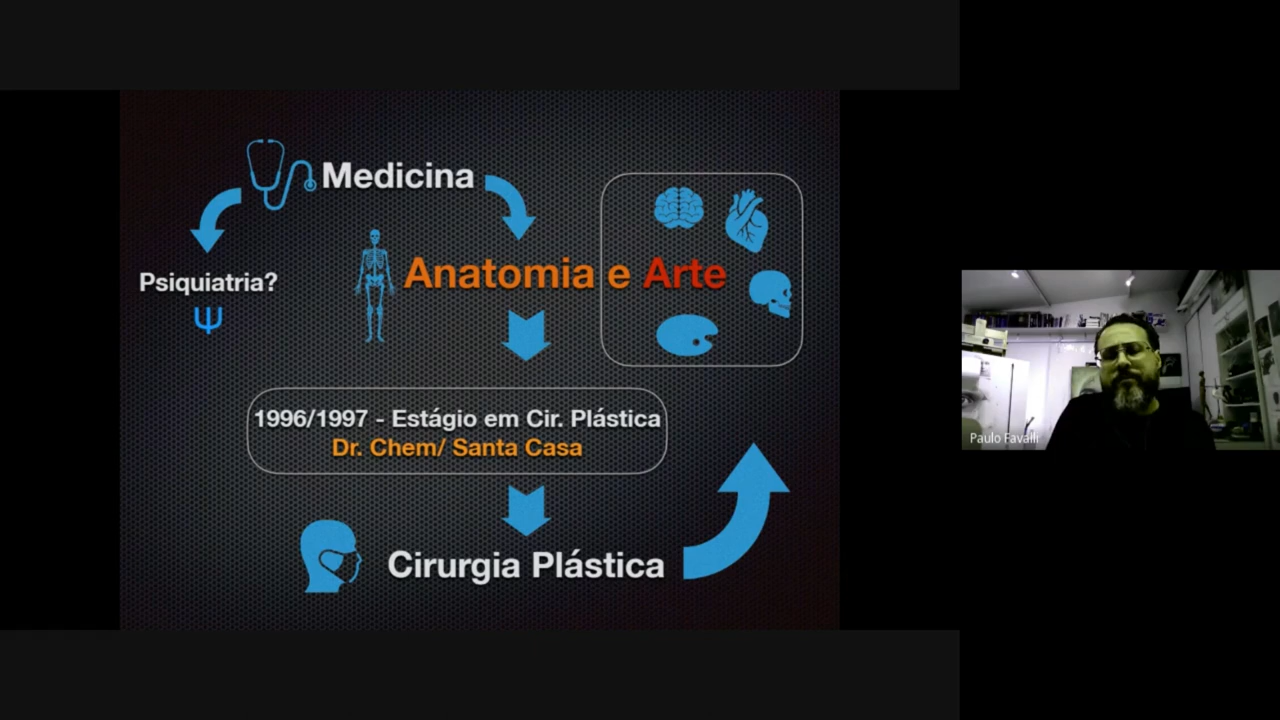 Medicina
Psiquiatria?
Ψ
Anatomia e Arte
1996/1997 - Estágio em Cir. Plástica
Dr. Chem/ Santa Casa
Cirurgia Plástica
Paulo Favalli